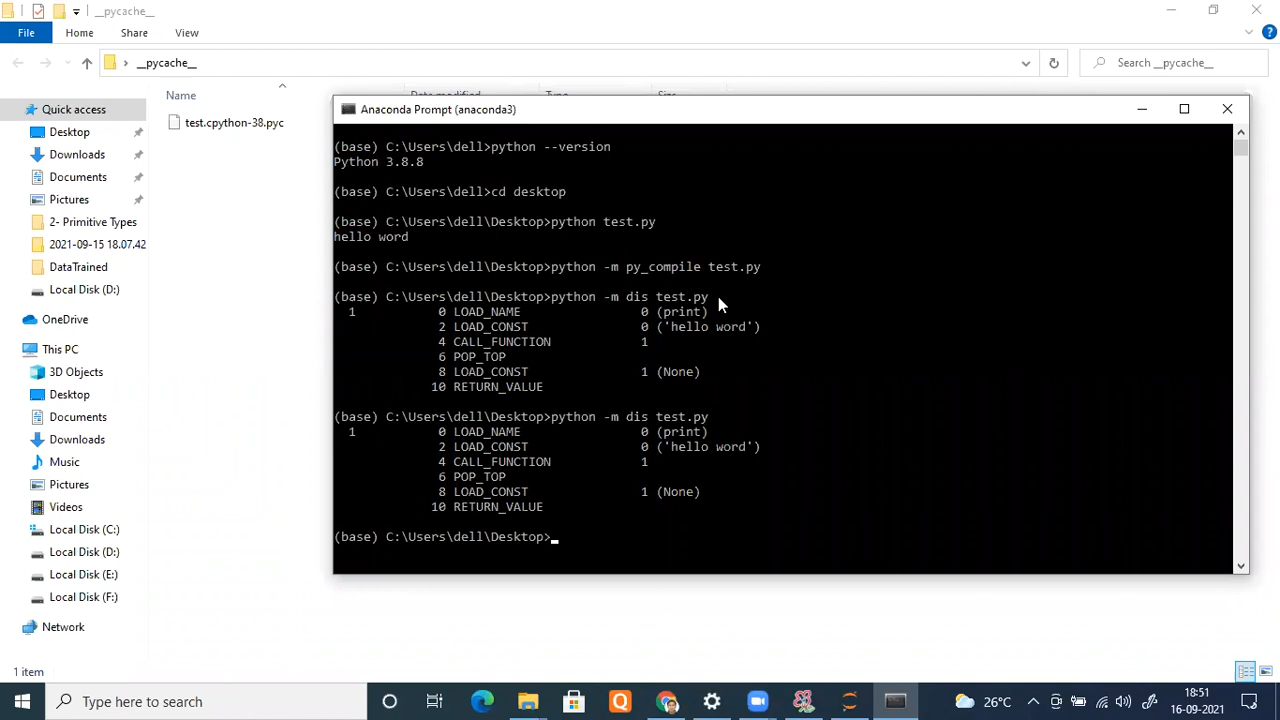 __pycache__
File Home Share View
__pycache__
Search __pycache__
Quick access
Desktop
Downloads
Documents
Pictures
2- Primitive Types
2021-09-15 18.07.42
DataTrained
Local Disk (D:)
OneDrive
This PC
3D Objects
Desktop
Documents
Downloads
Music
Pictures
Videos
Local Disk (C:)
Local Disk (D:)
Local Disk (E:)
Local Disk (F:)
Network
1 item
Name
test.cpython-38.pyc
Anaconda Prompt (anaconda3)
(base) C:\Users\dell>python --version
Python 3.8.8
(base) C:\Users\dell>cd desktop
(base) C:\Users\dell\Desktop>python test.py
hello word
(base) C:\Users\dell\Desktop>python -m py_compile test.py
(base) C:\Users\dell\Desktop>python -m dis test.py
1 0 LOAD_NAME 0 (print)
2 LOAD_CONST 0 ('hello word')
4 CALL_FUNCTION 1
6 POP_TOP
8 LOAD_CONST 1 (None)
10 RETURN_VALUE
(base) C:\Users\dell\Desktop>python -m dis test.py
1 0 LOAD_NAME 0 (print)
2 LOAD_CONST 0 ('hello word')
4 CALL_FUNCTION 1
6 POP_TOP
8 LOAD_CONST 1 (None)
10 RETURN_VALUE
(base) C:\Users\dell\Desktop>
Type here to search
26°C
18:51
16-09-2021